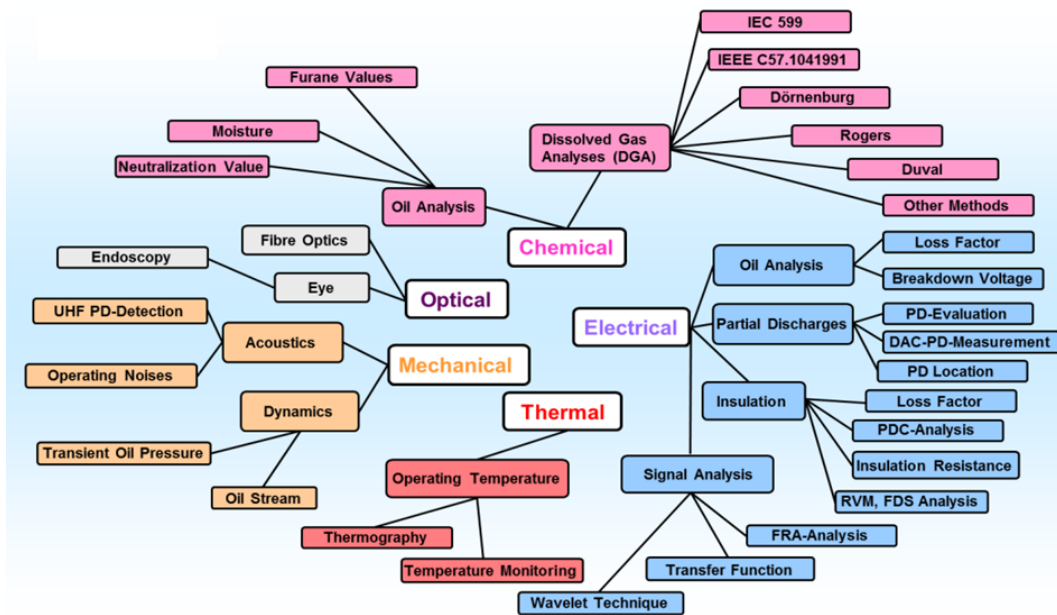 IEC 599
IEEE C57.1041991
Furane Values
Dörnenburg
Moisture
Dissolved Gas
Analyses (DGA)
Rogers
Neutralization Value
Duval
Oil Analysis
Other Methods
Chemical
Fibre Optics
Endoscopy
Eye
Optical
Loss Factor
Oil Analysis
Breakdown Voltage
UHF PD-Detection
Acoustics
Operating Noises
Mechanical
Electrical
Partial Discharges
PD-Evaluation
DAC-PD-Measurement
PD Location
Dynamics
Transient Oil Pressure
Oil Stream
Thermal
Insulation
Loss Factor
PDC-Analysis
Insulation Resistance
RVM, FDS Analysis
Operating Temperature
Thermography
Temperature Monitoring
Signal Analysis
FRA-Analysis
Transfer Function
Wavelet Technique